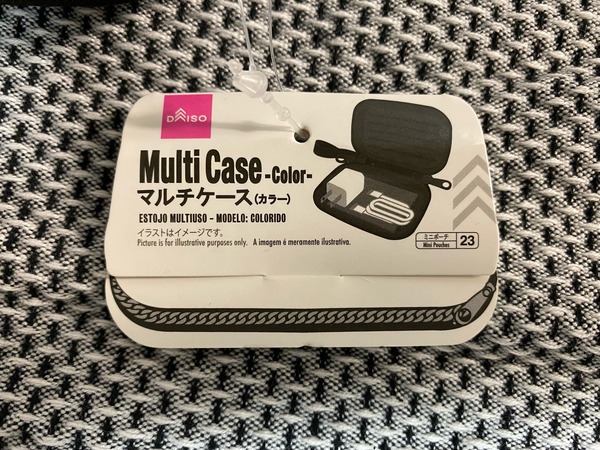 DAISO
Multi Case -Color-
マルチケース(カラー)
ESTOJO MULTIUSO - MODELO: COLORIDO
イラストはイメージです。
Picture is for illustrative purposes only. A imagem é meramente ilustrativa.
ミニポーチ
Mini Pouches
23